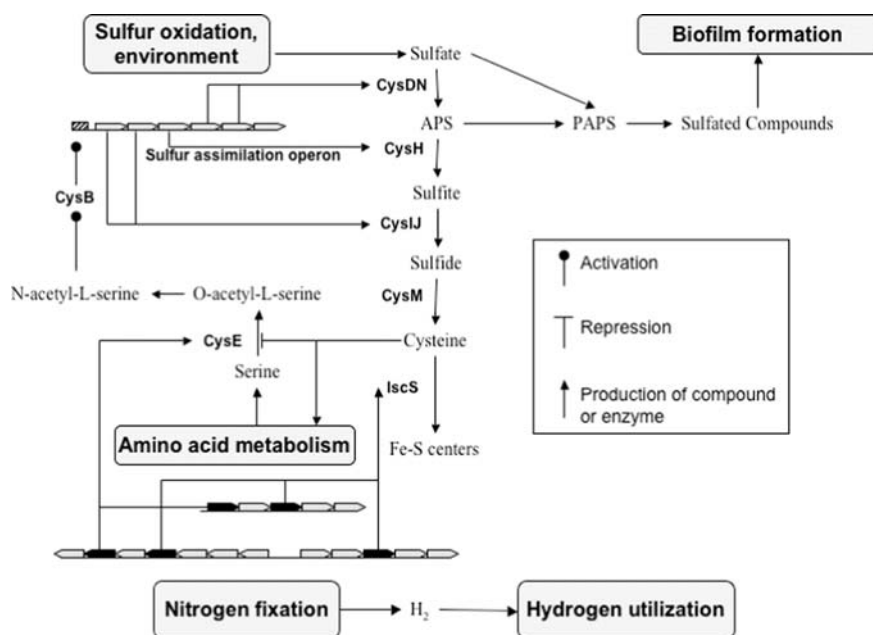 Sulfur oxidation,
environment
Sulfate
Biofilm formation
CysDN
APS
PAPS
Sulfated Compounds
Sulfur assimilation operon
CysH
CysB
Sulfite
CysIJ
Sulfide
Activation
N-acetyl-L-serine
O-acetyl-L-serine
CysM
Repression
CysE
Cysteine
Serine
IscS
Production of compound
or enzyme
Amino acid metabolism
Fe-S centers
Nitrogen fixation
H2
Hydrogen utilization